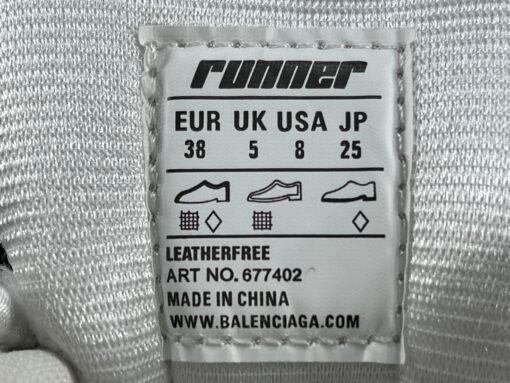 runner
EUR UK USA JP
38 5 8 25
LEATHERFREE
ART NO. 677402
MADE IN CHINA
WWW.BALENCIAGA.COM